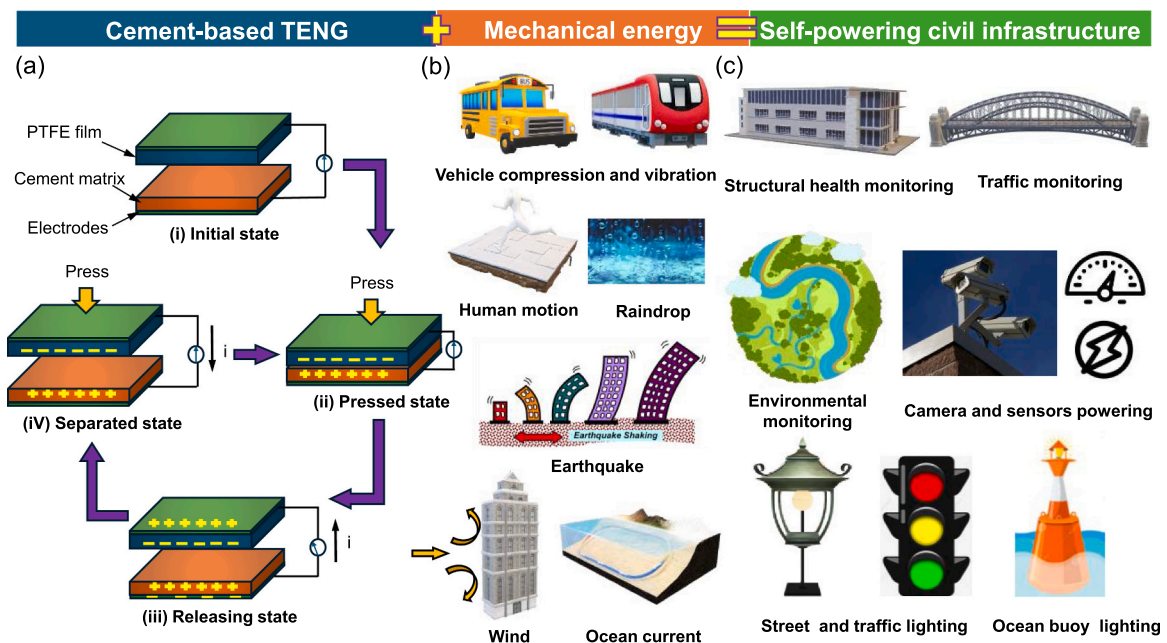 Cement-based TENG + Mechanical energy = Self-powering civil infrastructure
(a)
PTFE film
Cement matrix
Electrodes
(i) Initial state
Press
Press
i
(iV) Separated state
(ii) Pressed state
i
(iii) Releasing state
(b)
BUS
Vehicle compression and vibration
Human motion
Raindrop
Earthquake Shaking
Earthquake
Wind
Ocean current
(c)
Structural health monitoring
Traffic monitoring
Environmental
monitoring
Camera and sensors powering
Street and traffic lighting
Ocean buoy lighting